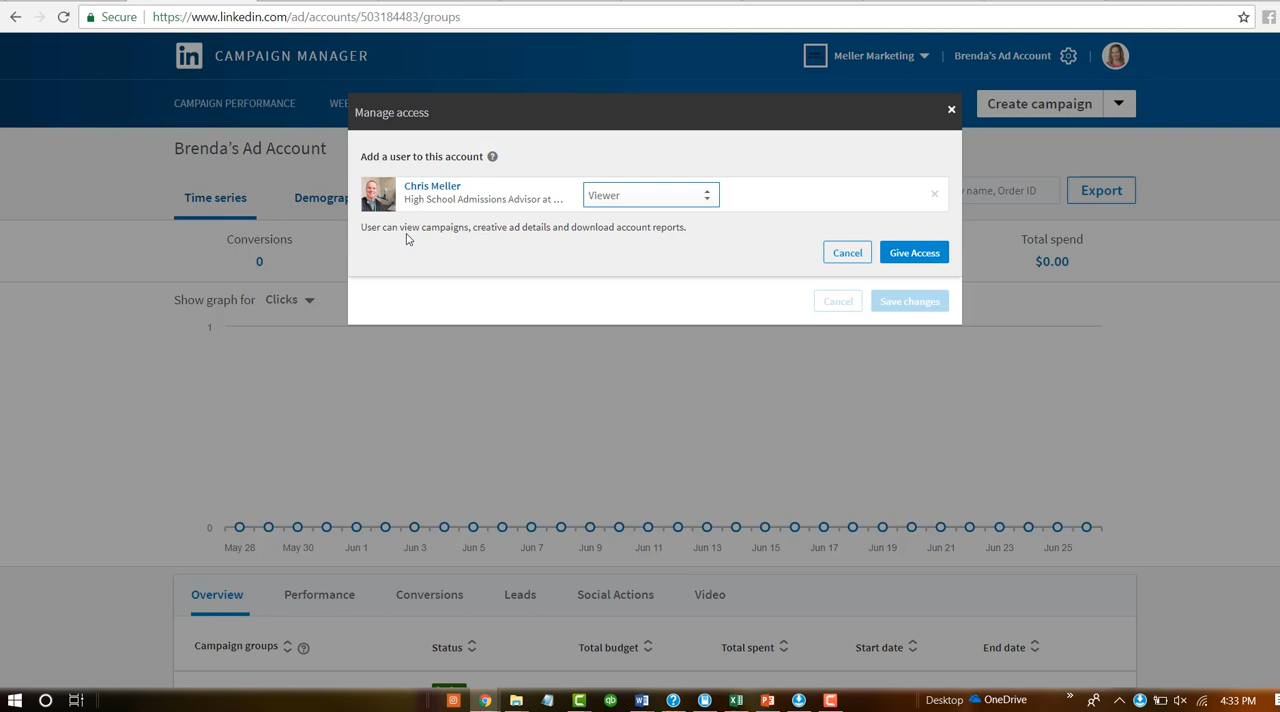 Secure
https://www.linkedin.com/ad/accounts/503184483/groups
in CAMPAIGN MANAGER
Meller Marketing
Brenda's Ad Account
CAMPAIGN PERFORMANCE
Create campaign
Manage access
Brenda's Ad Account
Add a user to this account ?
Chris Meller
High School Admissions Advisor at ...
Viewer
User can view campaigns, creative ad details and download account reports.
Cancel
Give Access
Cancel
Save changes
Time series
name, Order ID
Export
Conversions
0
Total spend
$0.00
Show graph for Clicks
1
0
May 28 May 30 Jun 1 Jun 3 Jun 5 Jun 7 Jun 9 Jun 11 Jun 13 Jun 15 Jun 17 Jun 19 Jun 21 Jun 23 Jun 25
Overview Performance Conversions Leads Social Actions Video
Campaign groups ? Status Total budget Total spent Start date End date
Desktop OneDrive 4:33 PM